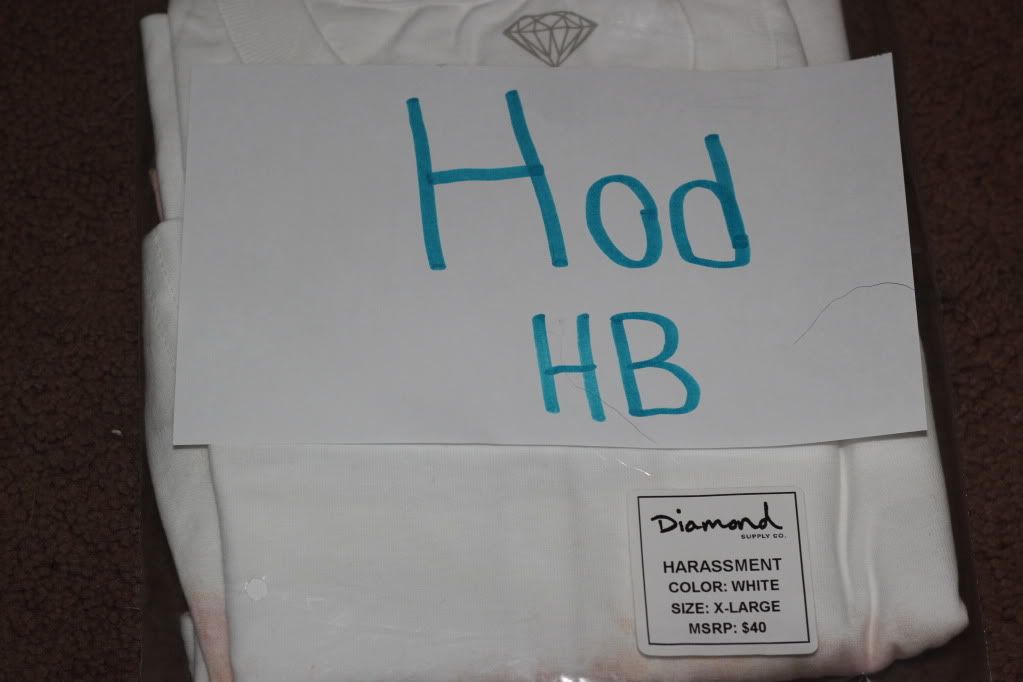 Hod
HB
Diamond
SUPPLY CO.
HARASSMENT
COLOR: WHITE
SIZE: X-LARGE
MSRP: $40